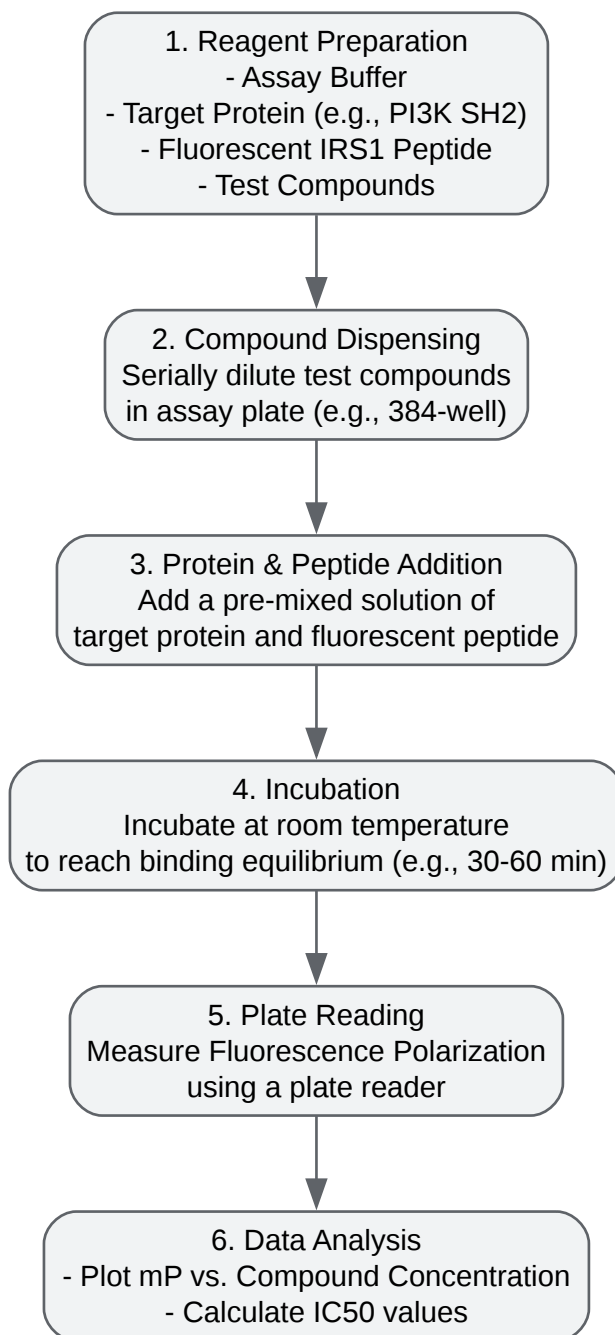 1. Reagent Preparation
- Assay Buffer
- Target Protein (e.g., PI3K SH2)
- Fluorescent IRS1 Peptide
- Test Compounds
2. Compound Dispensing
Serially dilute test compounds
in assay plate (e.g., 384-well)
3. Protein & Peptide Addition
Add a pre-mixed solution of
target protein and fluorescent peptide
4. Incubation
Incubate at room temperature
to reach binding equilibrium (e.g., 30-60 min)
5. Plate Reading
Measure Fluorescence Polarization
using a plate reader
6. Data Analysis
- Plot mP vs. Compound Concentration
- Calculate IC50 values